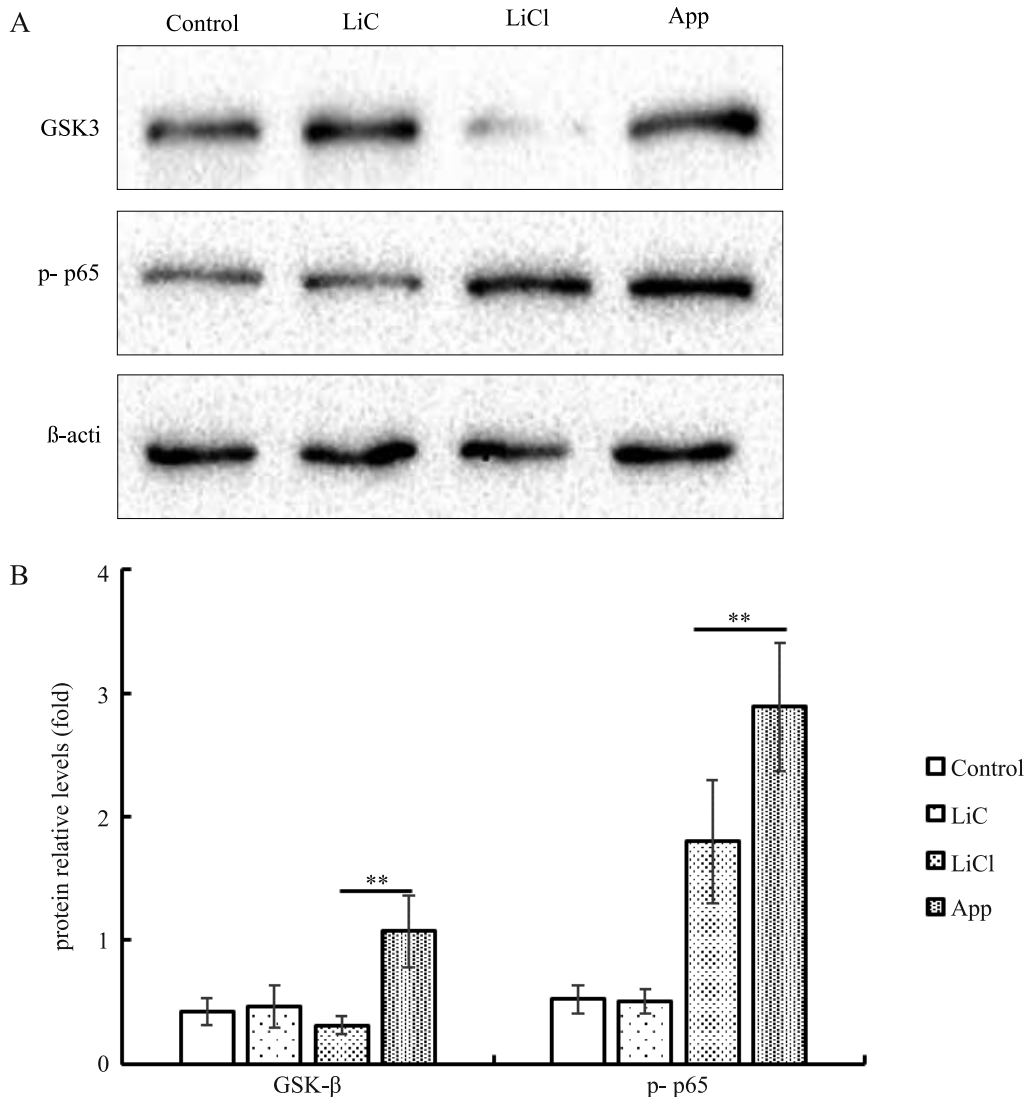 A
Control LiC LiCl App
GSK3
p- p65
ß-acti
B
protein relative levels (fold)
4
3
2
1
0
**
**
GSK-β
p- p65
Control
LiC
LiCl
App